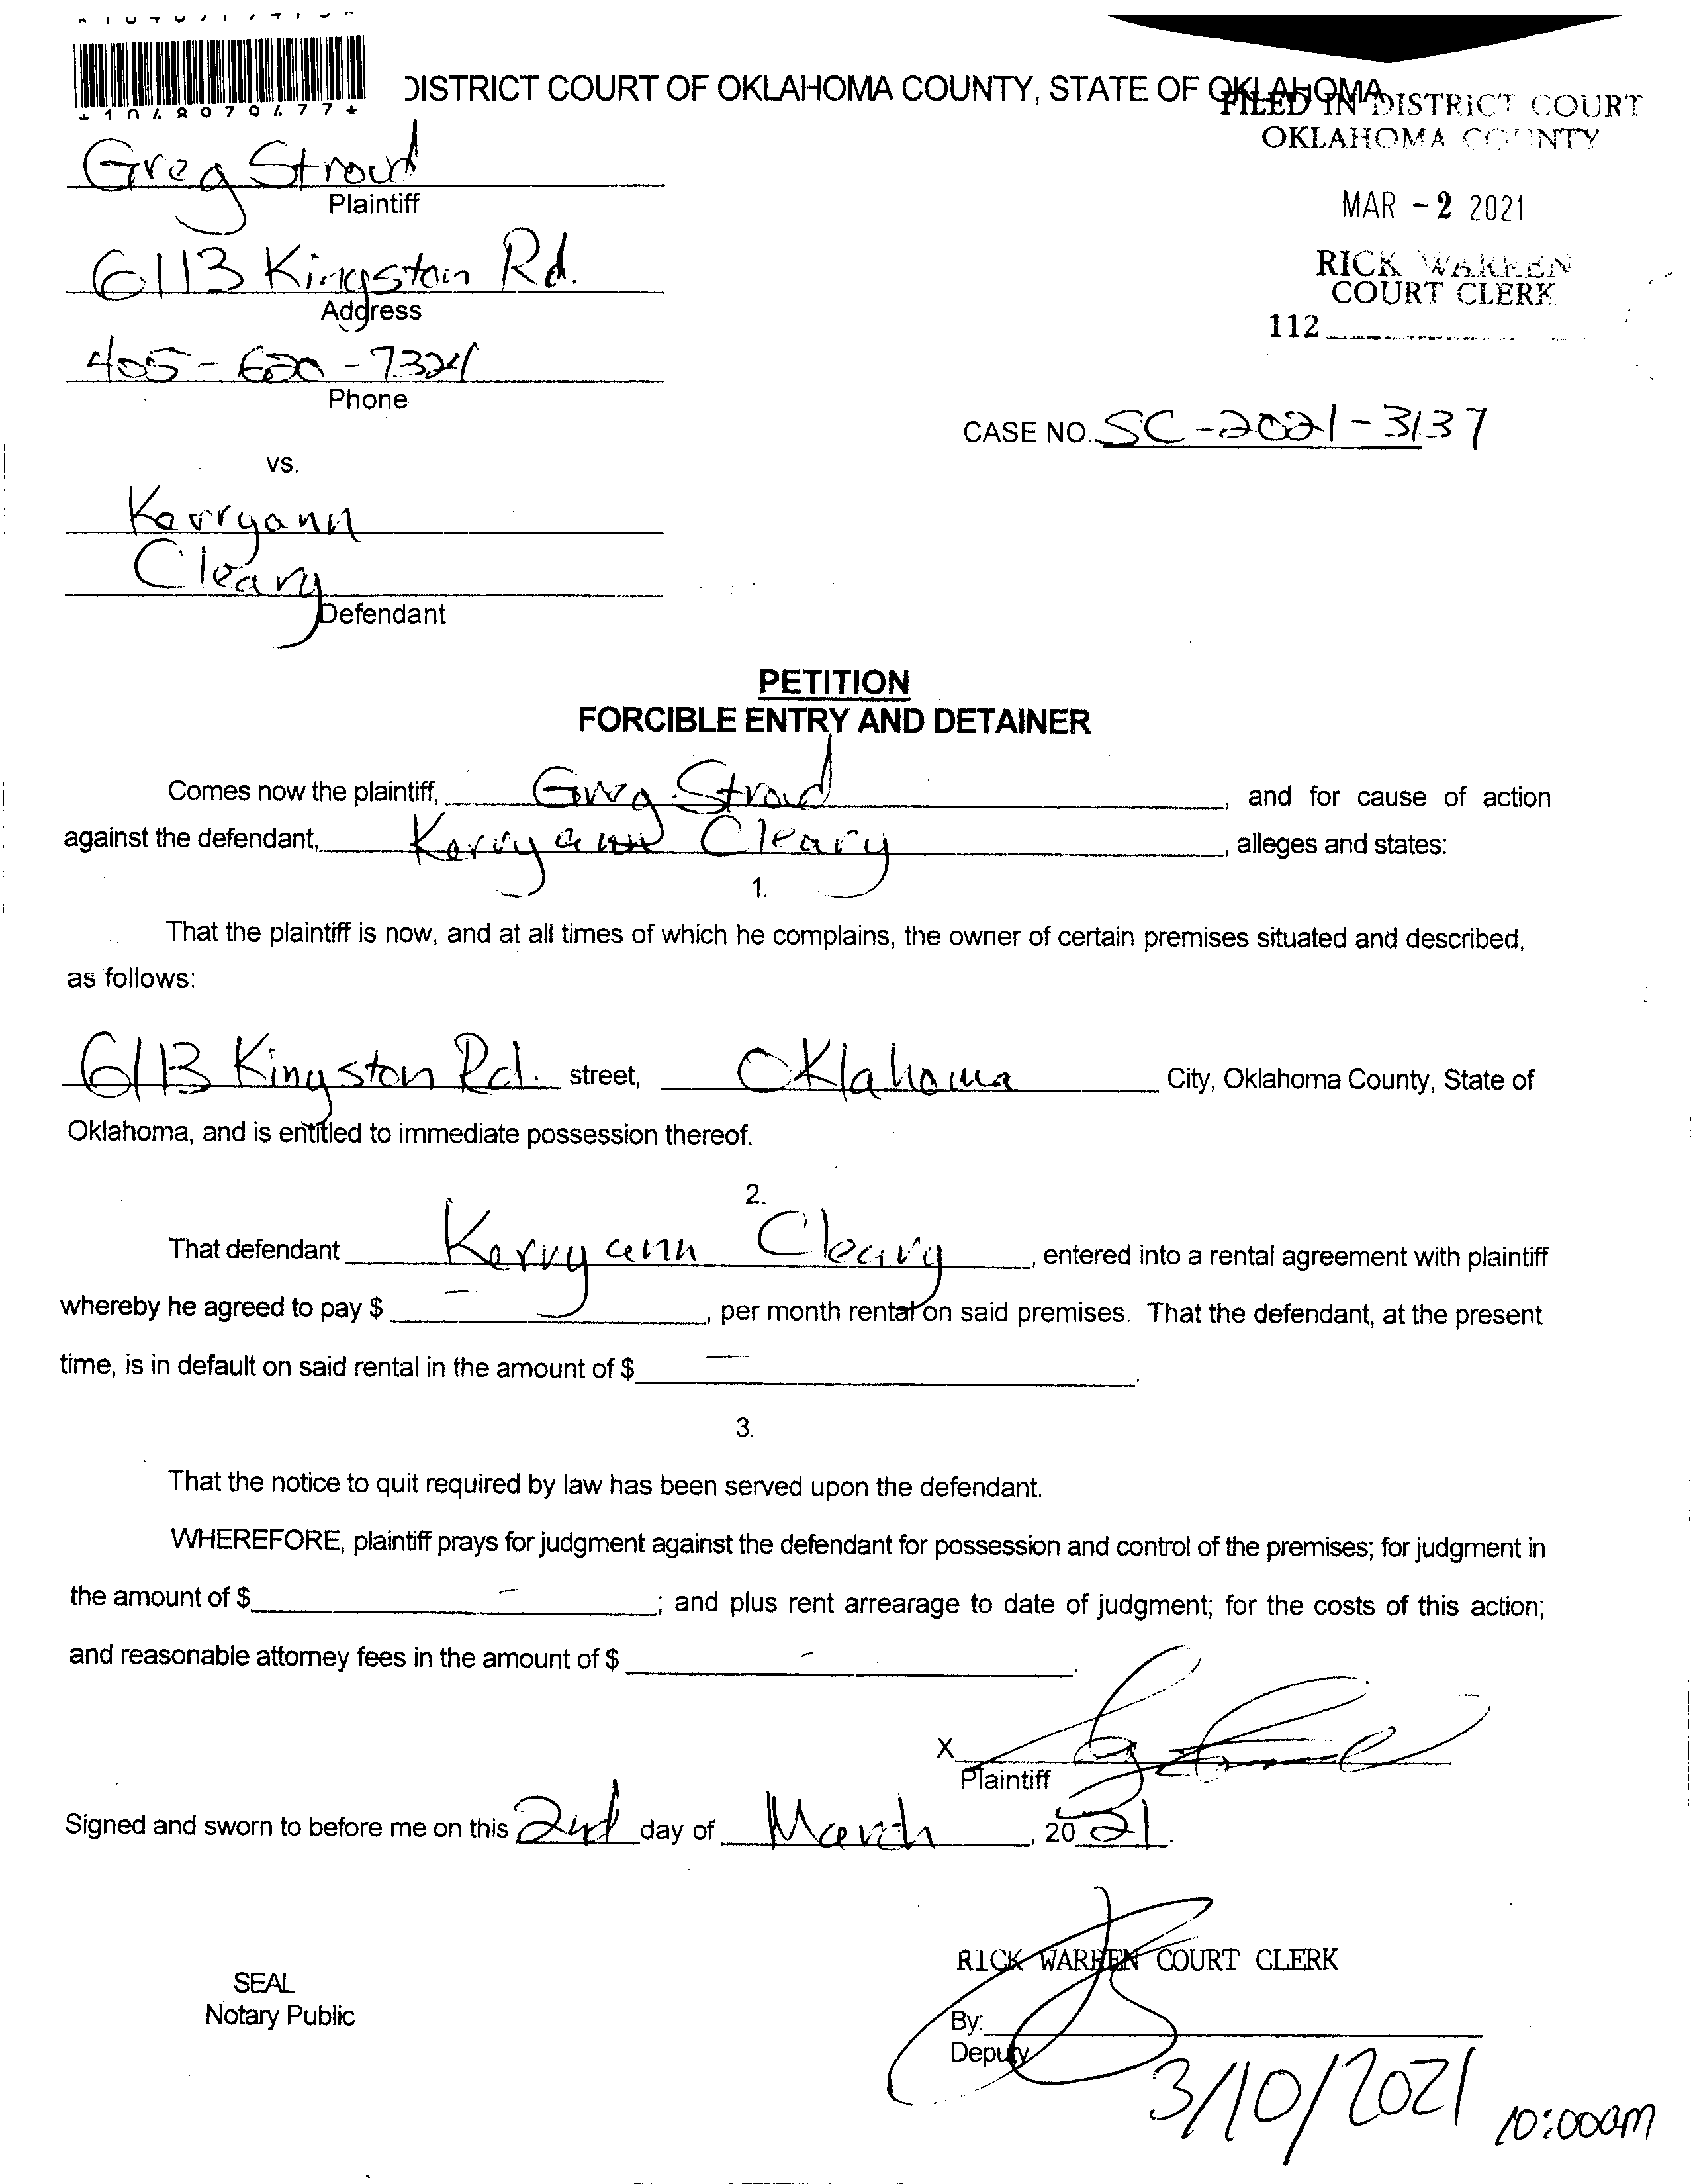 *1048979477*
DISTRICT COURT OF OKLAHOMA COUNTY, STATE OF OKLAHOMA
FILED IN DISTRICT COURT
OKLAHOMA COUNTY
MAR - 2 2021
RICK WARREN
COURT CLERK
112
Greg Stroud
Plaintiff
6113 Kingston Rd.
Address
405-620-7324
Phone
CASE NO. SC-2021-3137
vs.
Kerryann
Cleary
Defendant
PETITION
FORCIBLE ENTRY AND DETAINER
Comes now the plaintiff, Greg Stroud, and for cause of action
against the defendant, Kerryann Cleary, alleges and states:
1.
That the plaintiff is now, and at all times of which he complains, the owner of certain premises situated and described,
as follows:
6113 Kingston Rd. street, Oklahoma City, Oklahoma County, State of
Oklahoma, and is entitled to immediate possession thereof.
2.
That defendant Kerryann Cleary, entered into a rental agreement with plaintiff
whereby he agreed to pay $ -, per month rental on said premises. That the defendant, at the present
time, is in default on said rental in the amount of $ -.
3.
That the notice to quit required by law has been served upon the defendant.
WHEREFORE, plaintiff prays for judgment against the defendant for possession and control of the premises; for judgment in
the amount of $ -; and plus rent arrearage to date of judgment; for the costs of this action;
and reasonable attorney fees in the amount of $ -.
X
Plaintiff
Signed and sworn to before me on this 2nd day of March, 2021.
RICK WARREN COURT CLERK
SEAL
Notary Public
By:
Deputy
3/10/2021 10:00am